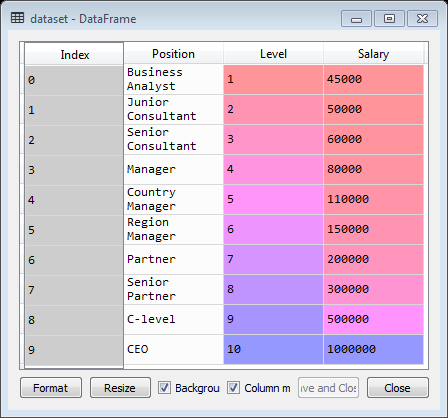 dataset - DataFrame
Index Position Level Salary
0 Business Analyst 1 45000
1 Junior Consultant 2 50000
2 Senior Consultant 3 60000
3 Manager 4 80000
4 Country Manager 5 110000
5 Region Manager 6 150000
6 Partner 7 200000
7 Senior Partner 8 300000
8 C-level 9 500000
9 CEO 10 1000000
Format Resize Backgrou Column m ve and Clos Close